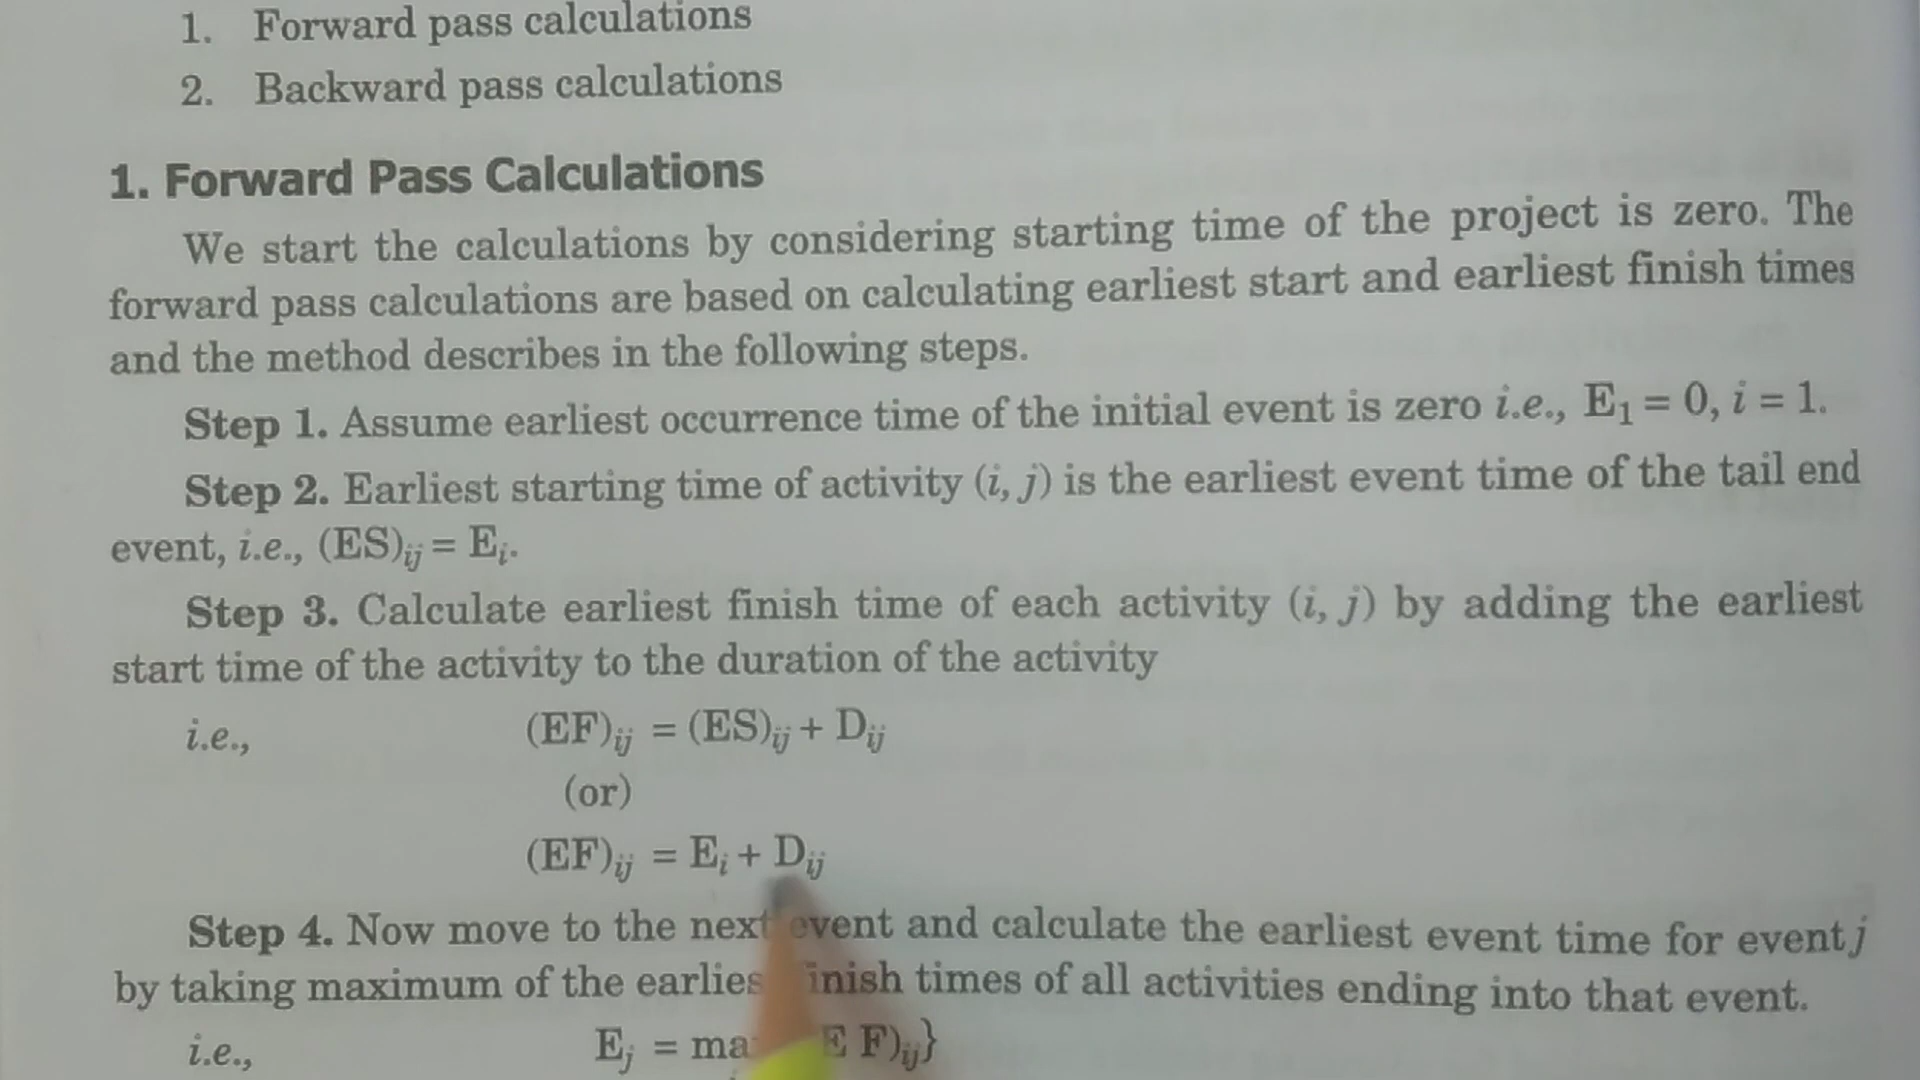 1. Forward pass calculations
2. Backward pass calculations
1. Forward Pass Calculations
We start the calculations by considering starting time of the project is zero. The
forward pass calculations are based on calculating earliest start and earliest finish times
and the method describes in the following steps.
Step 1. Assume earliest occurrence time of the initial event is zero i.e., E₁ = 0, i = 1.
Step 2. Earliest starting time of activity (i, j) is the earliest event time of the tail end
event, i.e., (ES)ij = Ei.
Step 3. Calculate earliest finish time of each activity (i, j) by adding the earliest
start time of the activity to the duration of the activity
i.e., (EF)ij = (ES)ij + Dij
(or)
(EF)ij = Ei + Dij
Step 4. Now move to the next event and calculate the earliest event time for event j
by taking maximum of the earlies inish times of all activities ending into that event.
i.e., Ej = ma E F)ij}